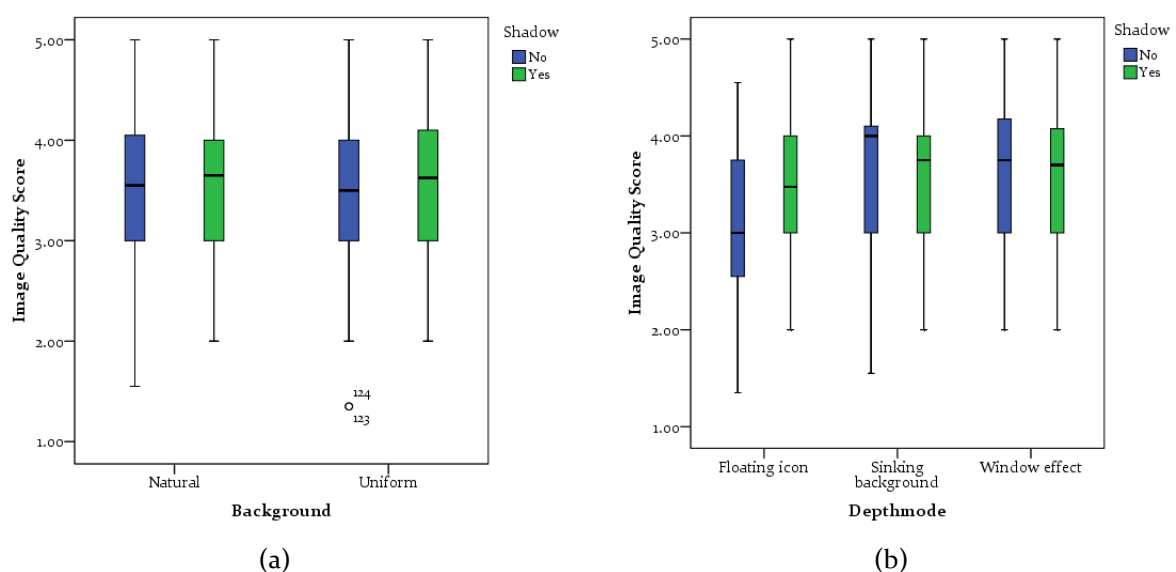 5.00
4.00
3.00
2.00
1.00
Image Quality Score
124
123
Natural
Uniform
Background
Shadow
No
Yes
(a)
5.00
4.00
3.00
2.00
1.00
Image Quality Score
Floating icon
Sinking
background
Window effect
Depthmode
Shadow
No
Yes
(b)